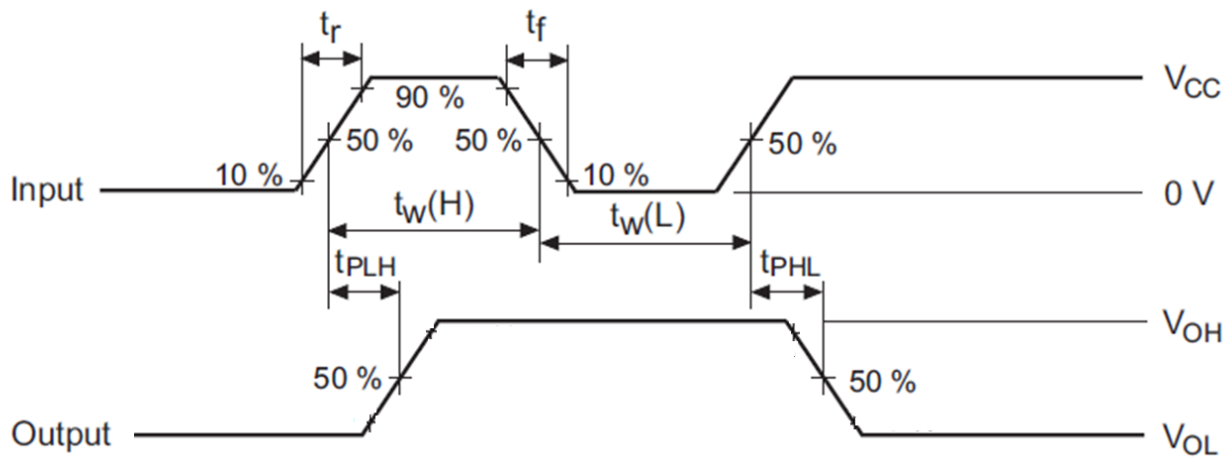 tr
tf
VCC
90 %
50 %
50 %
50 %
10 %
10 %
Input
0 V
tw(H)
tw(L)
tPLH
tPHL
VOH
50 %
50 %
Output
VOL